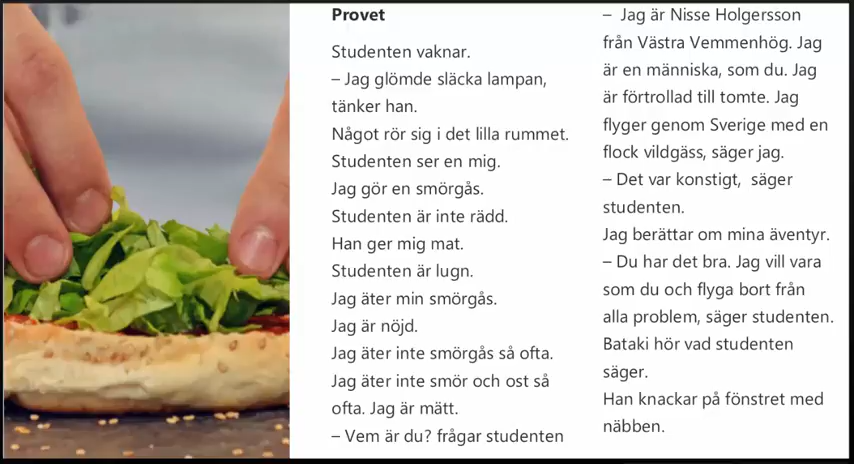 Provet
Studenten vaknar.
– Jag glömde släcka lampan,
tänker han.
Något rör sig i det lilla rummet.
Studenten ser en mig.
Jag gör en smörgås.
Studenten är inte rädd.
Han ger mig mat.
Studenten är lugn.
Jag äter min smörgås.
Jag är nöjd.
Jag äter inte smörgås så ofta.
Jag äter inte smör och ost så
ofta. Jag är mätt.
– Vem är du? frågar studenten
– Jag är Nisse Holgersson
från Västra Vemmenhög. Jag
är en människa, som du. Jag
är förtrollad till tomte. Jag
flyger genom Sverige med en
flock vildgäss, säger jag.
– Det var konstigt, säger
studenten.
Jag berättar om mina äventyr.
– Du har det bra. Jag vill vara
som du och flyga bort från
alla problem, säger studenten.
Bataki hör vad studenten
säger.
Han knackar på fönstret med
näbben.